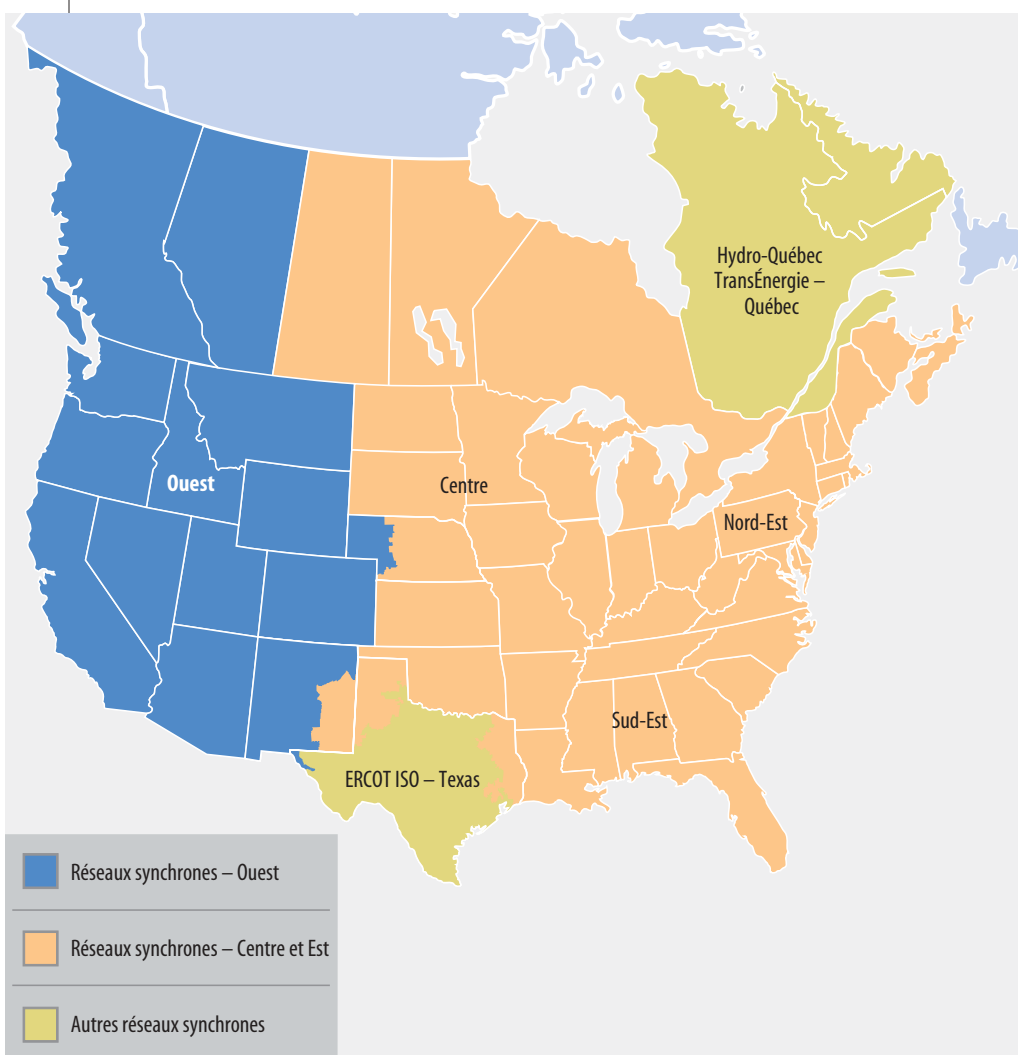 Hydro-Québec
TransÉnergie –
Québec
Ouest
Centre
Nord-Est
Sud-Est
ERCOT ISO – Texas
Réseaux synchrones – Ouest
Réseaux synchrones – Centre et Est
Autres réseaux synchrones